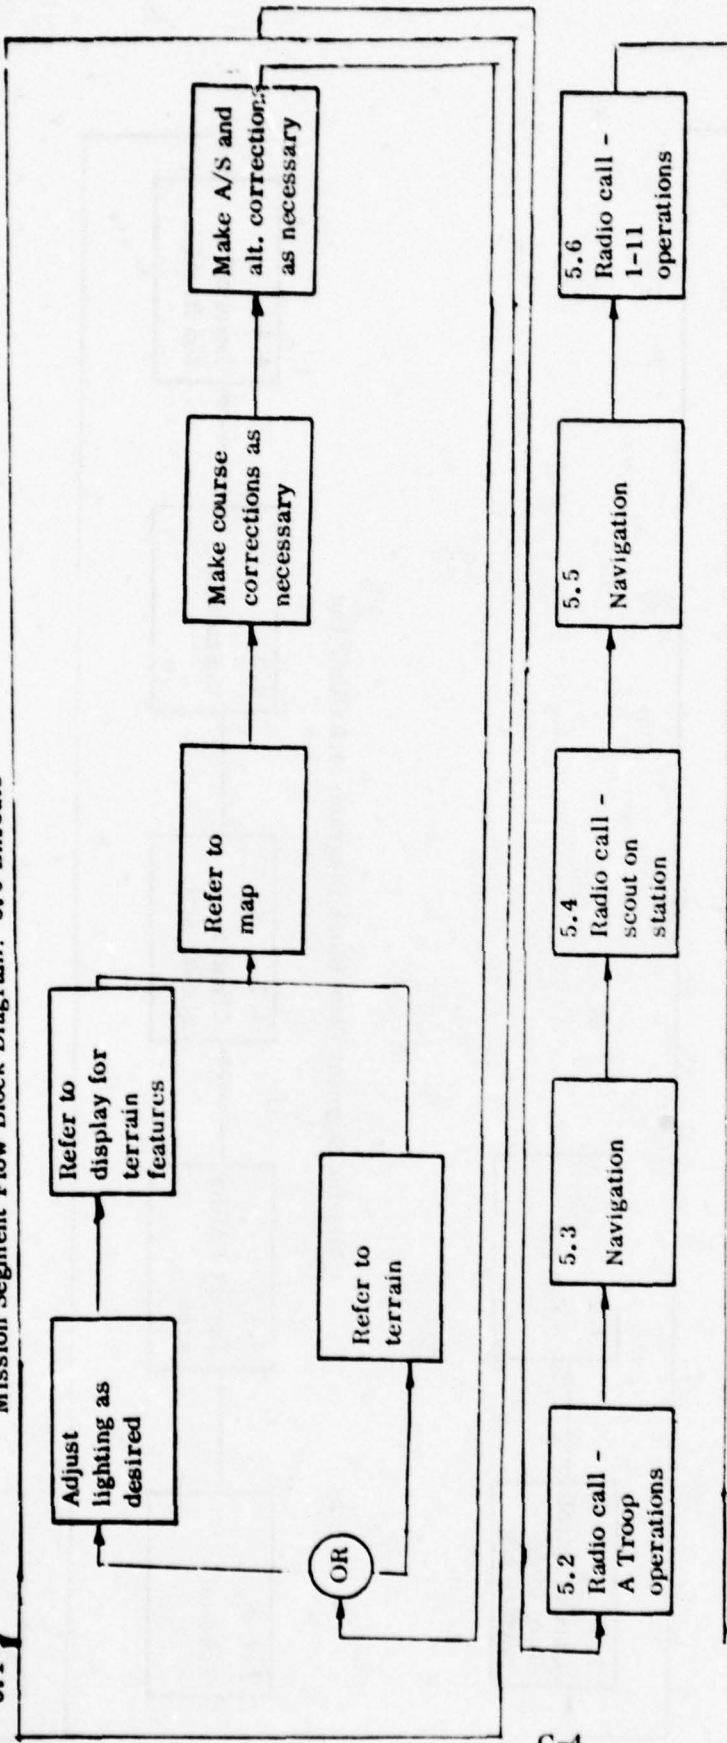 Mission Segment Flow Block Diagram:
Adjust
lighting as
desired
Refer to
display for
terrain
features
OR
Refer to
terrain
Refer to
map
Make course
corrections as
necessary
Make A/S and
alt. corrections
as necessary
5.2
Radio call -
A Troop
operations
5.3
Navigation
5.4
Radio call -
scout on
station
5.5
Navigation
5.6
Radio call -
1-11
operations